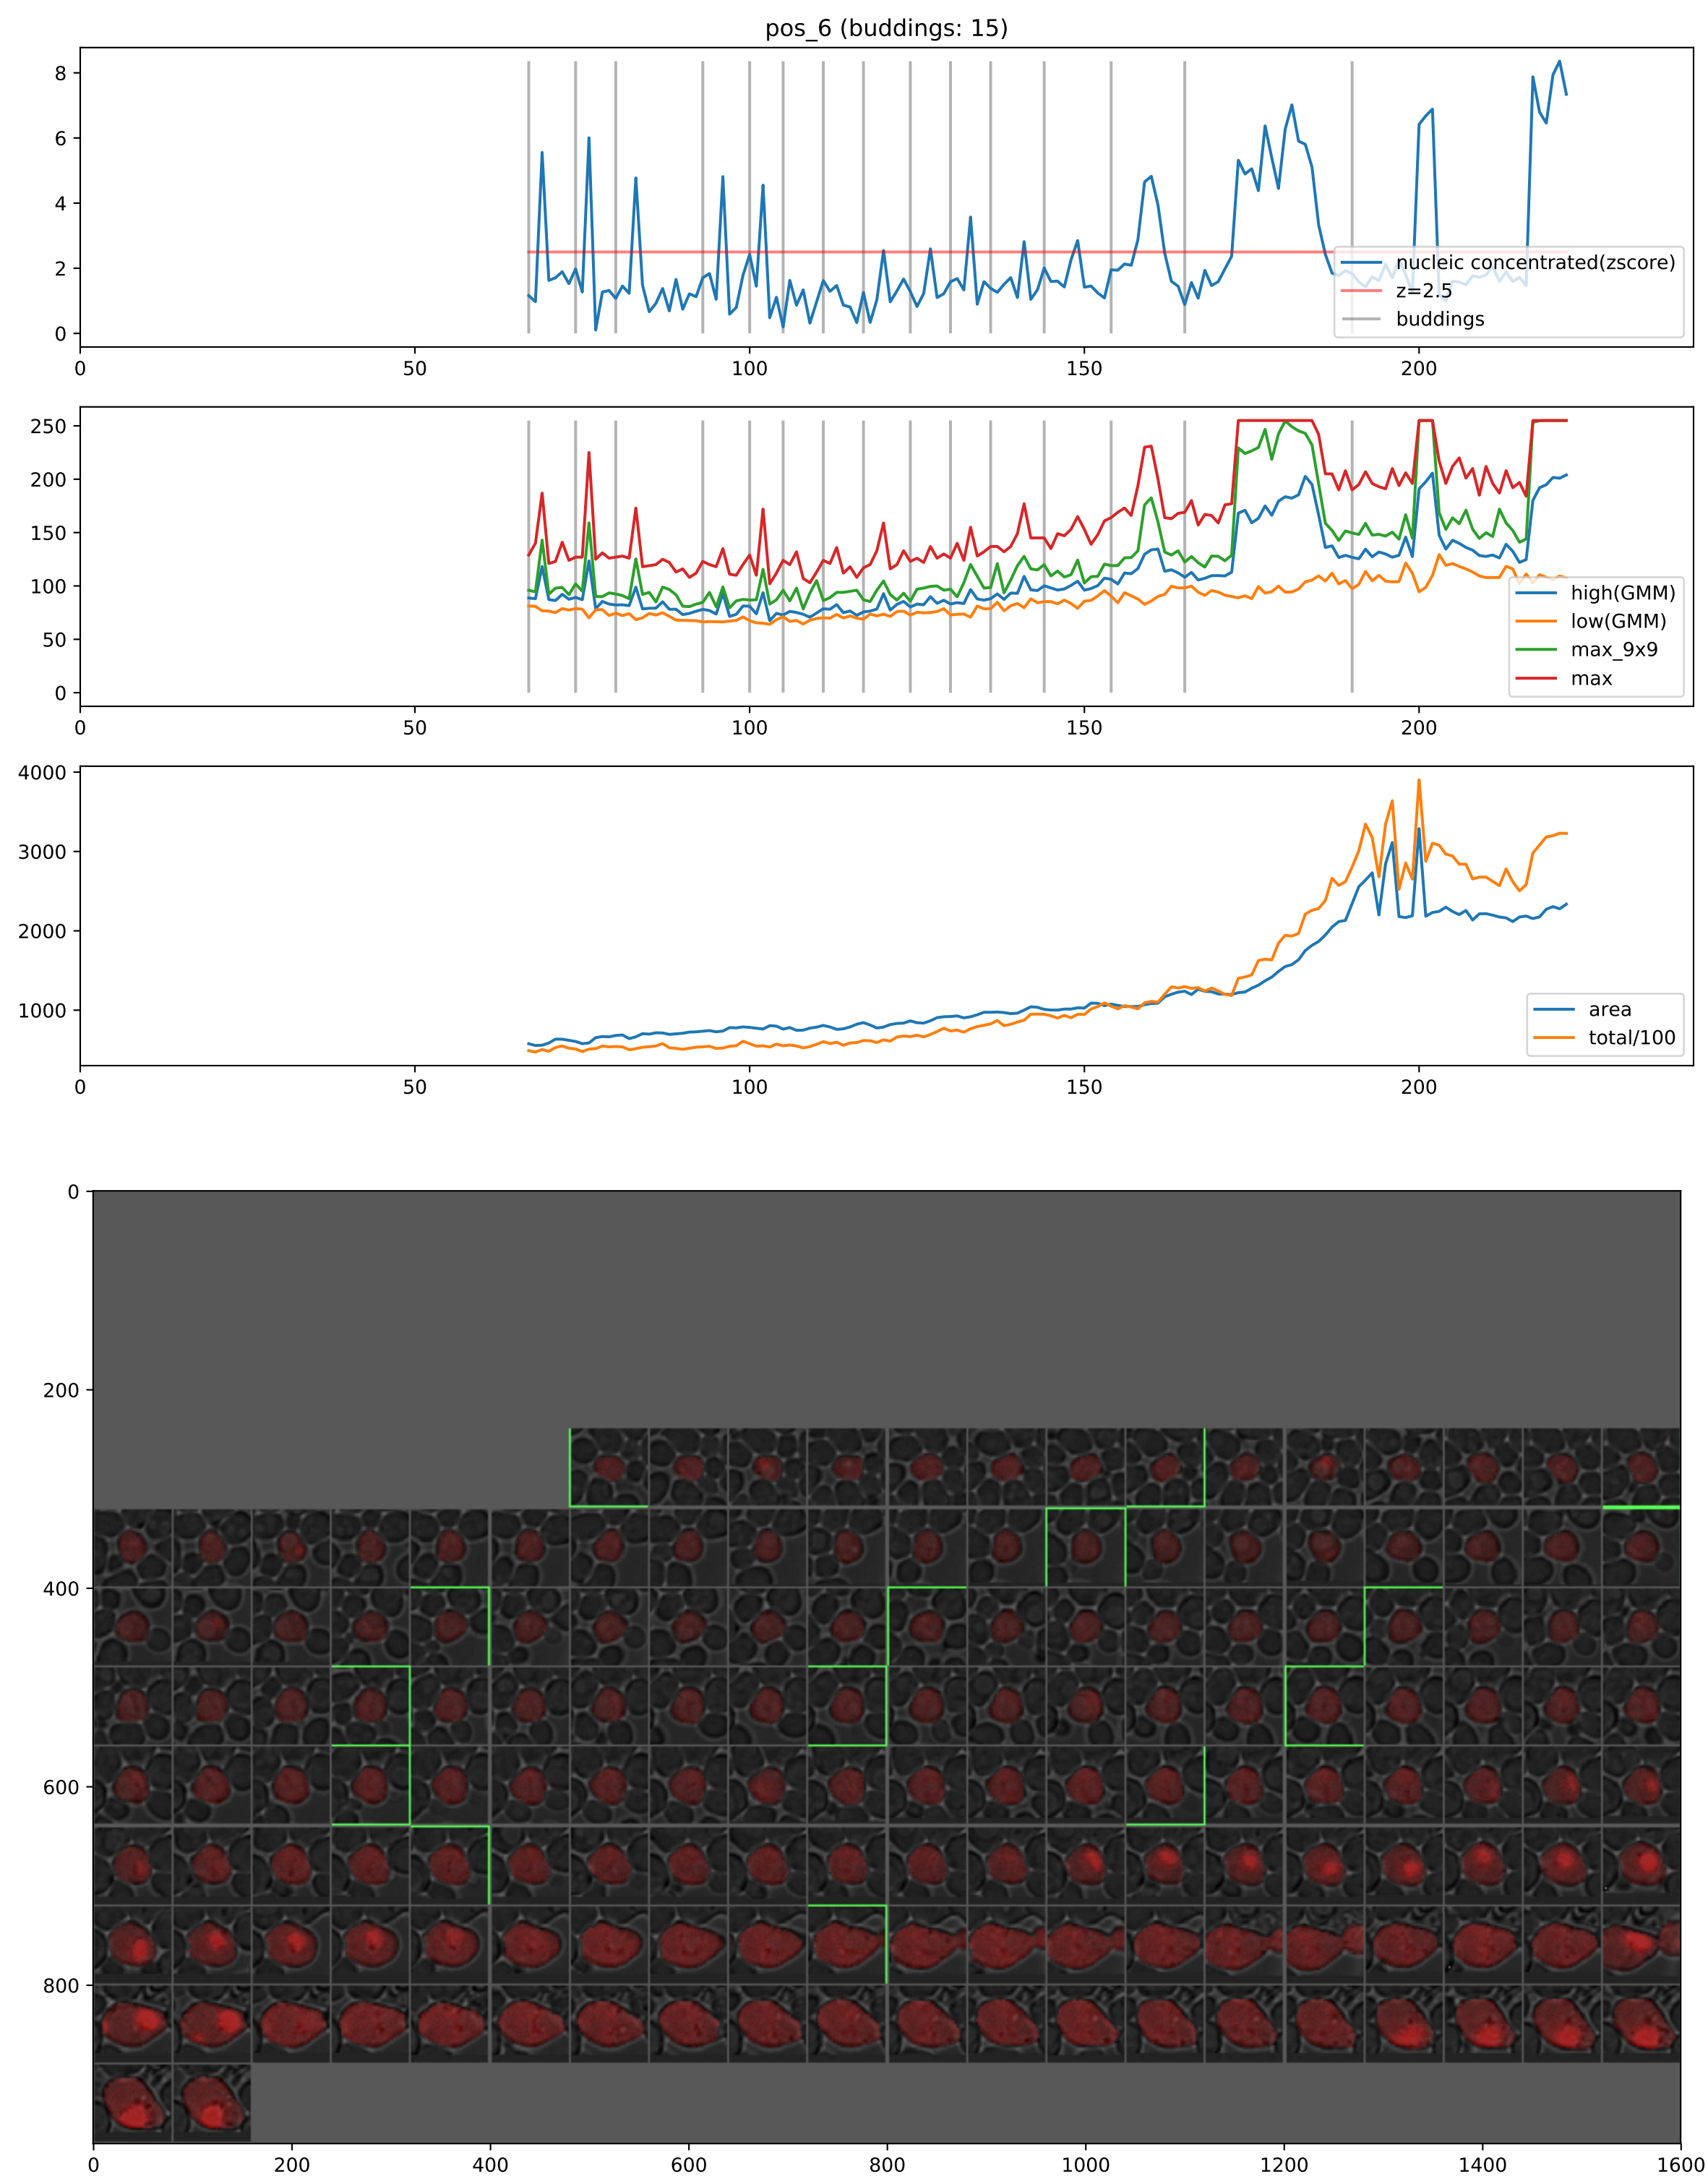 pos_6 (buddings: 15)
8
6
4
2
0
nucleic concentrated(zscore)
z=2.5
buddings
0 50 100 150 200
250
200
150
100
50
0
high(GMM)
low(GMM)
max_9x9
max
0 50 100 150 200
4000
3000
2000
1000
area
total/100
0 50 100 150 200
0
200
400
600
800
0 200 400 600 800 1000 1200 1400 1600